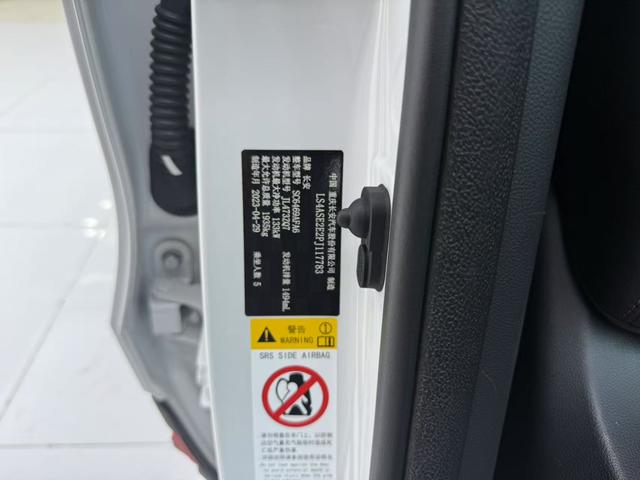 中国 重庆长安汽车股份有限公司 制造
LS4ASE2E2PJ117783
品牌 长安
整车型号 SC6469AFA6
发动机型号 JL473ZQ7 发动机排量 1494mL
发动机最大净功率 133kW
最大允许总质量 1935kg 乘坐人数 5
制造年月 2023-04-29
警告
WARNING
SRS SIDE AIRBAG